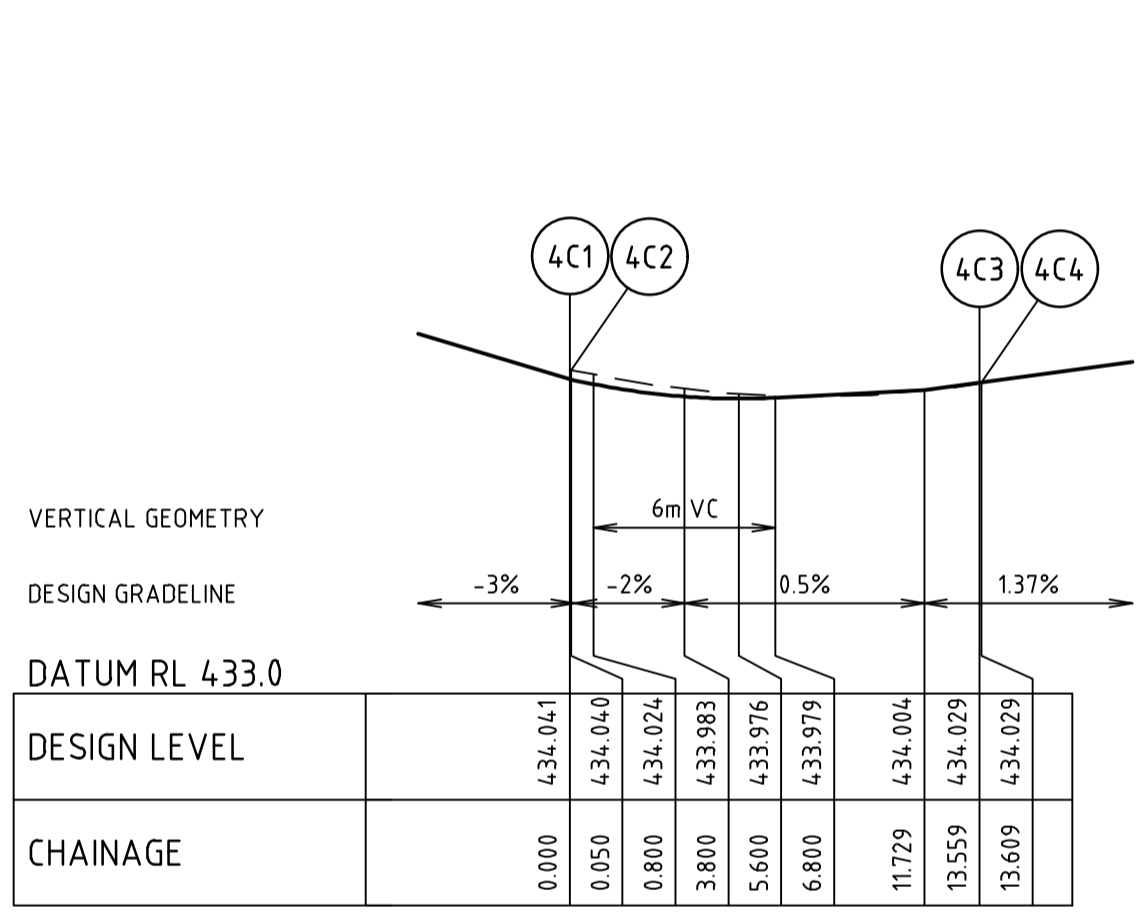 4C1 4C2
4C3 4C4
VERTICAL GEOMETRY 6m VC
DESIGN GRADELINE -3% -2% 0.5% 1.37%
DATUM RL 433.0
DESIGN LEVEL 434.041 434.040 434.024 433.983 433.976 433.979 434.004 434.029 434.029
CHAINAGE 0.000 0.050 0.800 3.800 5.600 6.800 11.729 13.559 13.609